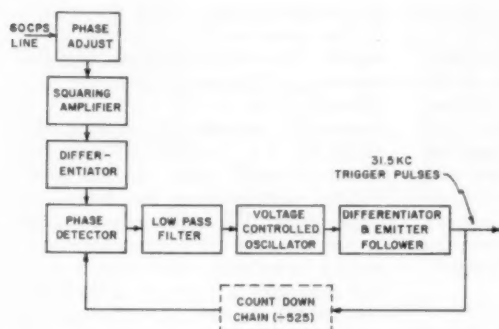 60CPS
LINE
PHASE
ADJUST
SQUARING
AMPLIFIER
DIFFER-
ENTIATOR
31.5KC
TRIGGER PULSES
PHASE
DETECTOR
LOW PASS
FILTER
VOLTAGE
CONTROLLED
OSCILLATOR
DIFFERENTIATOR
& EMITTER
FOLLOWER
COUNT DOWN
CHAIN (÷525)